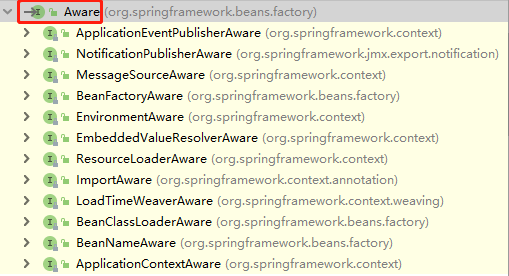 Aware (org.springframework.beans.factory)
ApplicationEventPublisherAware (org.springframework.context)
NotificationPublisherAware (org.springframework.jmx.export.notification)
MessageSourceAware (org.springframework.context)
BeanFactoryAware (org.springframework.beans.factory)
EnvironmentAware (org.springframework.context)
EmbeddedValueResolverAware (org.springframework.context)
ResourceLoaderAware (org.springframework.context)
ImportAware (org.springframework.context.annotation)
LoadTimeWeaverAware (org.springframework.context.weaving)
BeanClassLoaderAware (org.springframework.beans.factory)
BeanNameAware (org.springframework.beans.factory)
ApplicationContextAware (org.springframework.context)